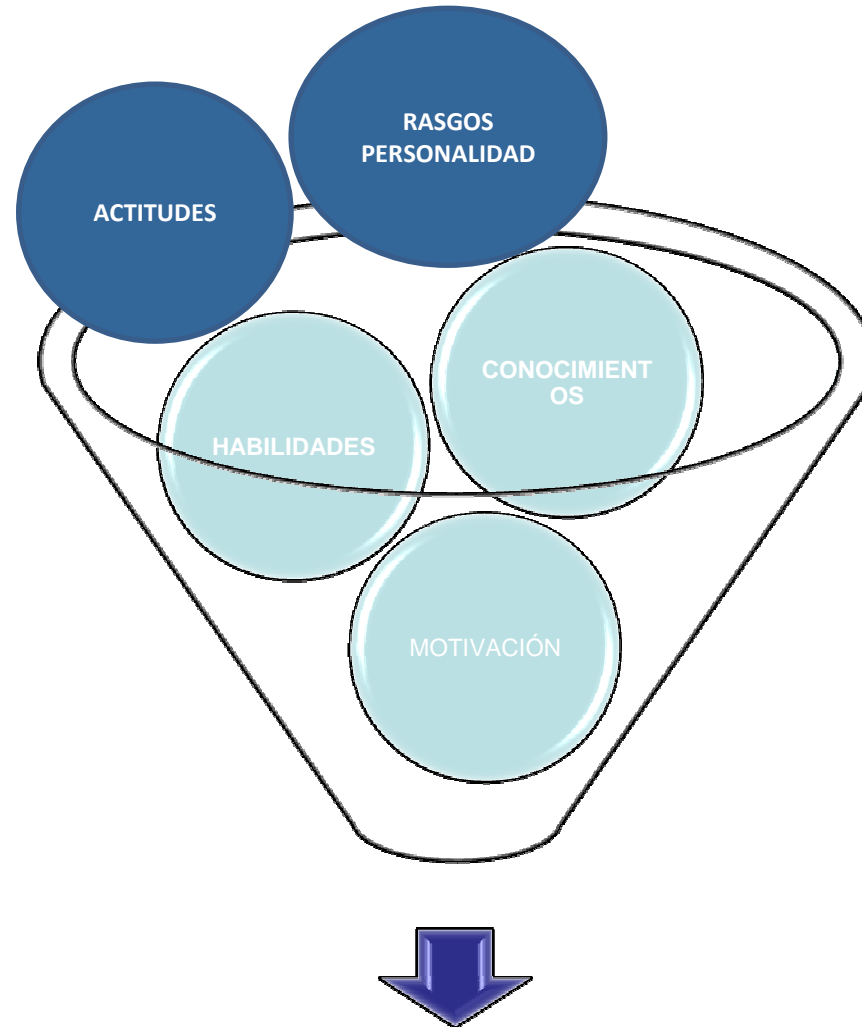 RASGOS
PERSONALIDAD
ACTITUDES
CONOCIMIENT
OS
HABILIDADES
MOTIVACIÓN